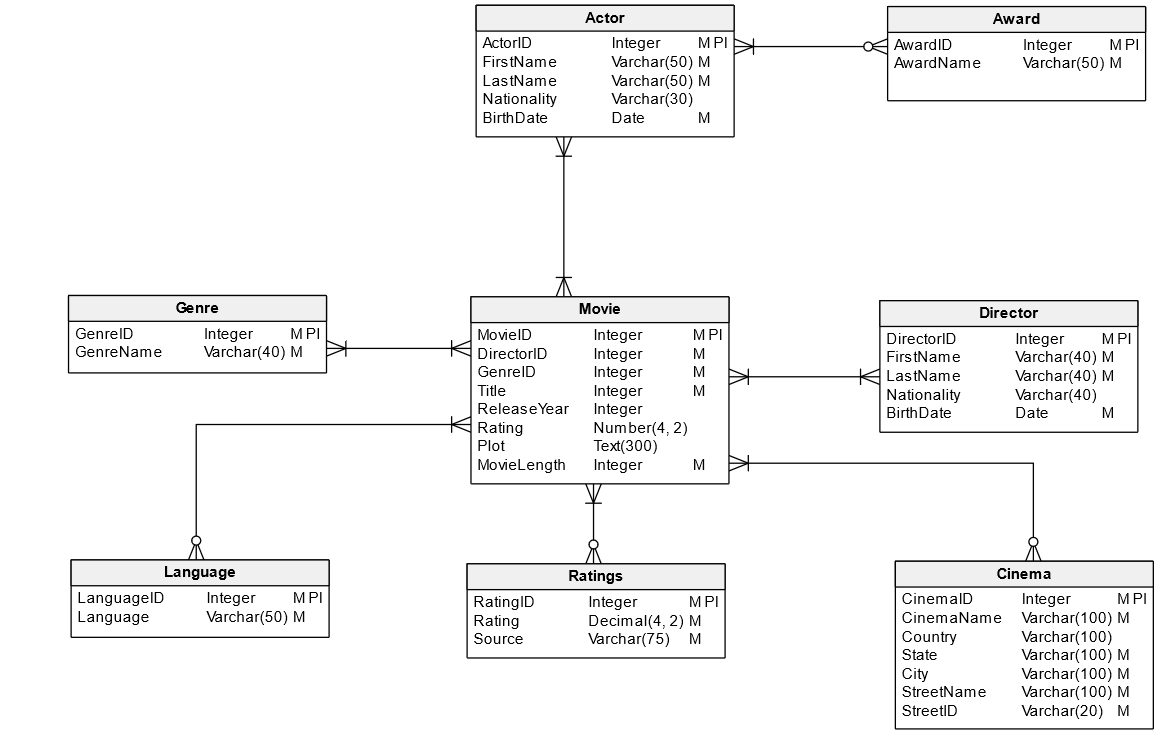 Actor
ActorID Integer M PI
FirstName Varchar(50) M
LastName Varchar(50) M
Nationality Varchar(30)
BirthDate Date M
Award
AwardID Integer M PI
AwardName Varchar(50) M
Genre
GenreID Integer M PI
GenreName Varchar(40) M
Movie
MovieID Integer M PI
DirectorID Integer M
GenreID Integer M
Title Integer M
ReleaseYear Integer
Rating Number(4, 2)
Plot Text(300)
MovieLength Integer M
Director
DirectorID Integer M PI
FirstName Varchar(40) M
LastName Varchar(40) M
Nationality Varchar(40)
BirthDate Date M
Language
LanguageID Integer M PI
Language Varchar(50) M
Ratings
RatingID Integer M PI
Rating Decimal(4, 2) M
Source Varchar(75) M
Cinema
CinemaID Integer M PI
CinemaName Varchar(100) M
Country Varchar(100)
State Varchar(100) M
City Varchar(100) M
StreetName Varchar(100) M
StreetID Varchar(20) M